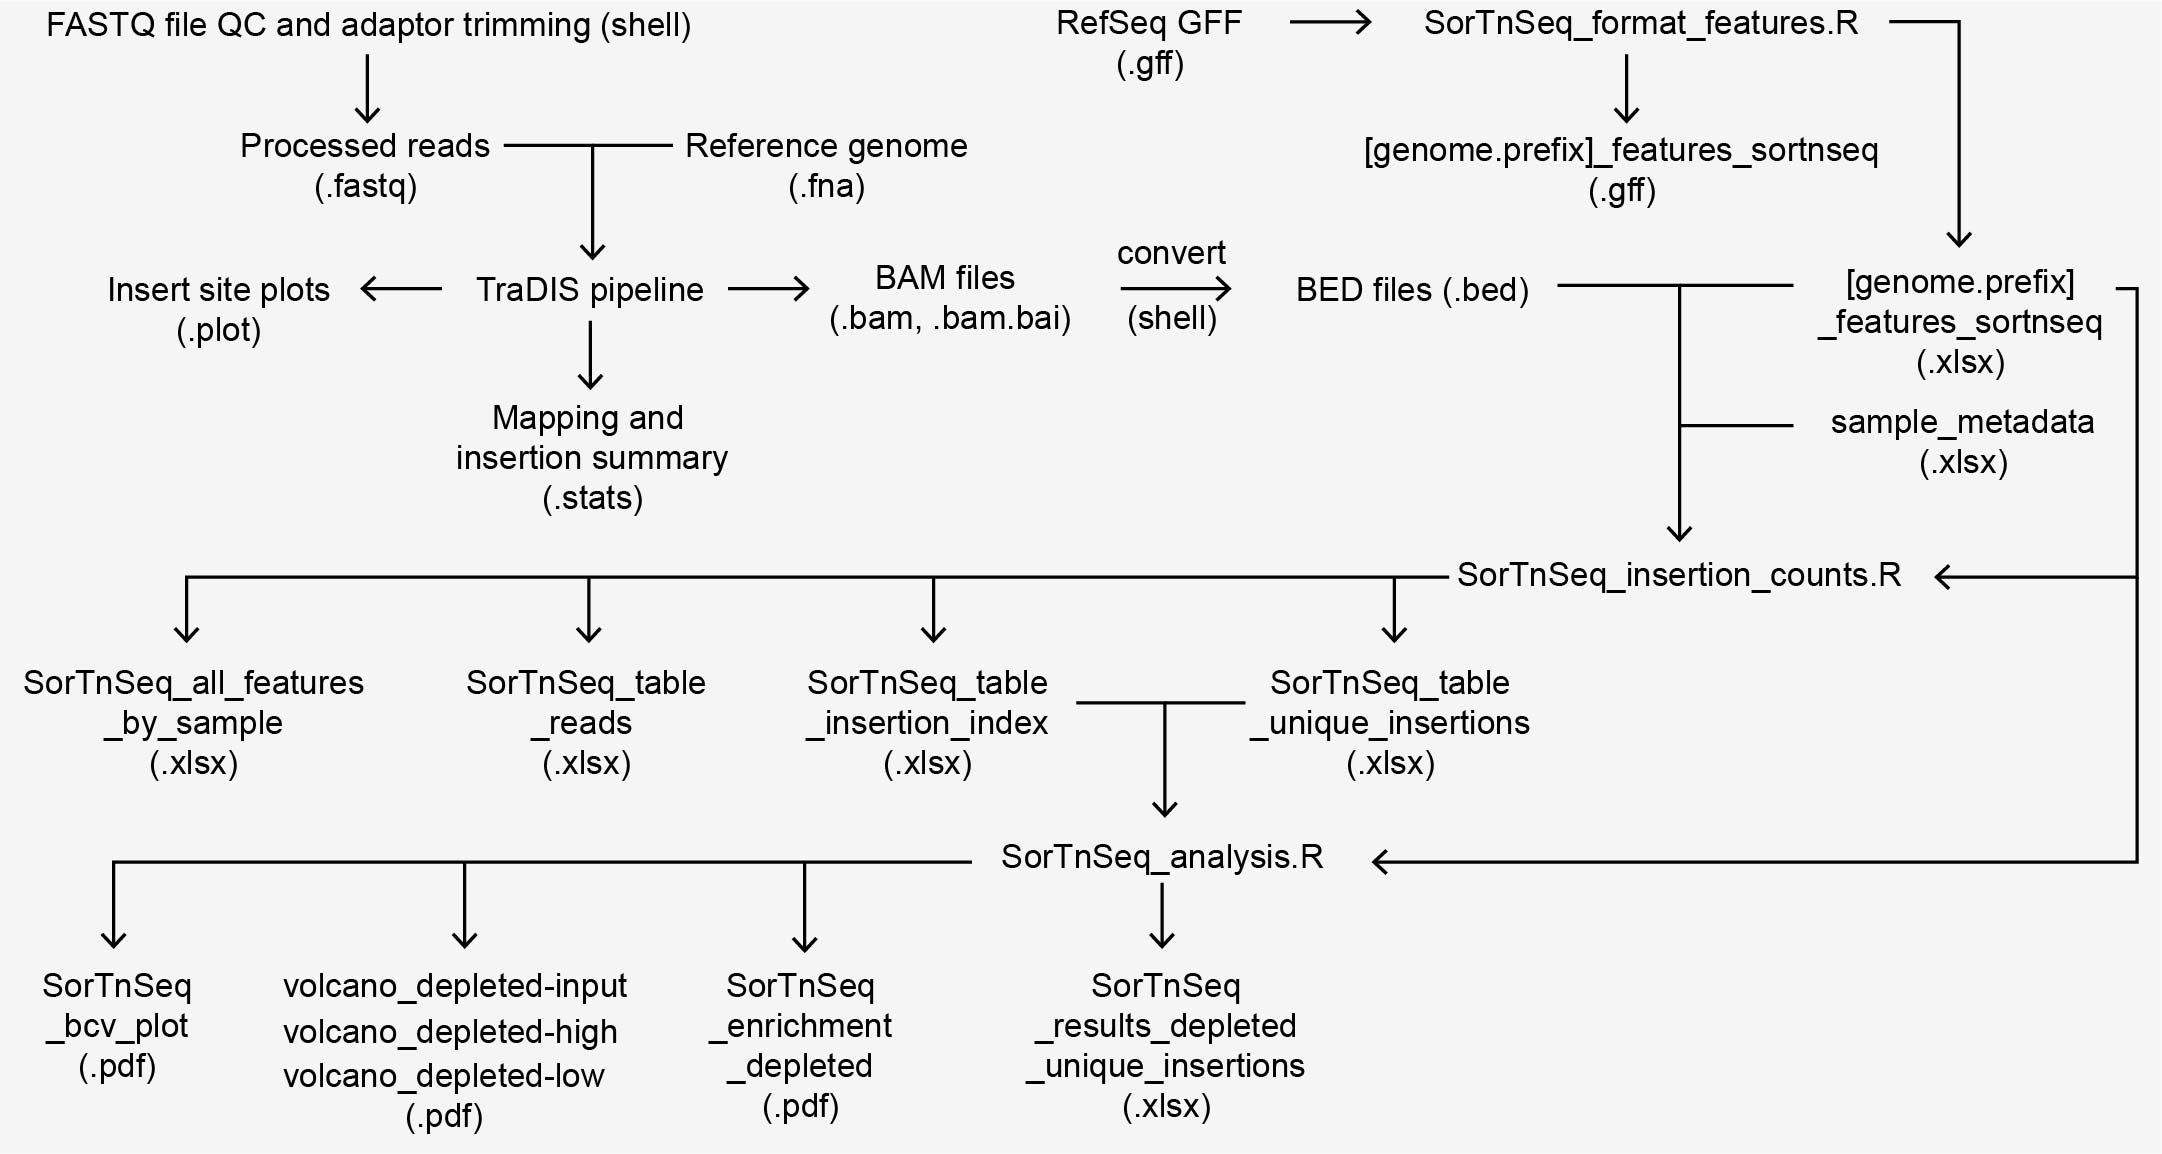 FASTQ file QC and adaptor trimming (shell)
RefSeq GFF
(.gff)
SorTnSeq_format_features.R
Processed reads
(.fastq)
Reference genome
(.fna)
[genome.prefix]_features_sortnseq
(.gff)
Insert site plots
(.plot)
TraDIS pipeline
BAM files
(.bam, .bam.bai)
convert
(shell)
BED files (.bed)
[genome.prefix]
_features_sortnseq
(.xlsx)
Mapping and
insertion summary
(.stats)
sample_metadata
(.xlsx)
SorTnSeq_insertion_counts.R
SorTnSeq_all_features
_by_sample
(.xlsx)
SorTnSeq_table
_reads
(.xlsx)
SorTnSeq_table
_insertion_index
(.xlsx)
SorTnSeq_table
_unique_insertions
(.xlsx)
SorTnSeq_analysis.R
SorTnSeq
_bcv_plot
(.pdf)
volcano_depleted-input
volcano_depleted-high
volcano_depleted-low
(.pdf)
SorTnSeq
_enrichment
_depleted
(.pdf)
SorTnSeq
_results_depleted
_unique_insertions
(.xlsx)